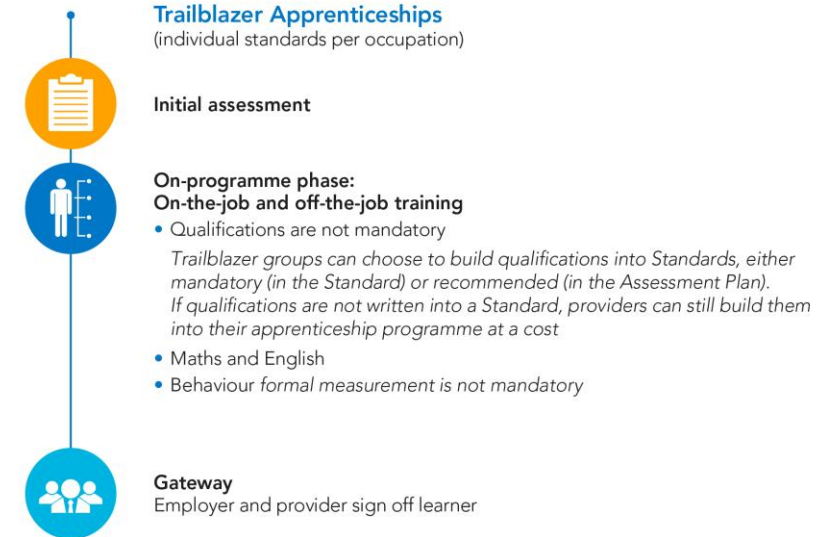 Trailblazer Apprenticeships
(individual standards per occupation)
Initial assessment
On-programme phase:
On-the-job and off-the-job training
• Qualifications are not mandatory
Trailblazer groups can choose to build qualifications into Standards, either
mandatory (in the Standard) or recommended (in the Assessment Plan).
If qualifications are not written into a Standard, providers can still build them
into their apprenticeship programme at a cost
• Maths and English
• Behaviour formal measurement is not mandatory
Gateway
Employer and provider sign off learner